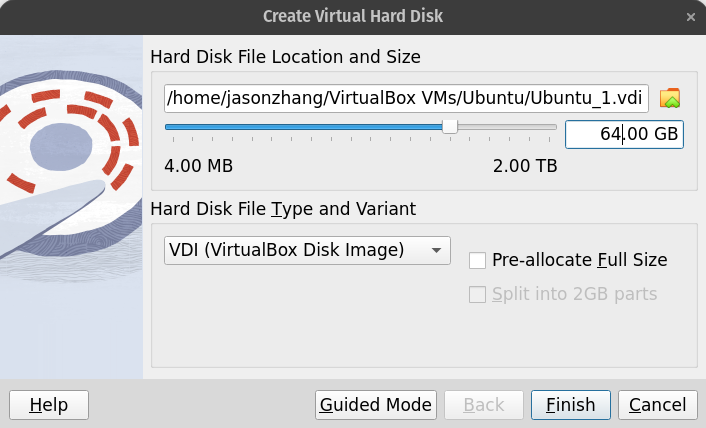 Create Virtual Hard Disk
×
Hard Disk File Location and Size
/home/jasonzhang/VirtualBox VMs/Ubuntu/Ubuntu_1.vdi
64.00 GB
4.00 MB
2.00 TB
Hard Disk File Type and Variant
VDI (VirtualBox Disk Image)
Pre-allocate Full Size
Split into 2GB parts
Help
Guided Mode
Back
Finish
Cancel